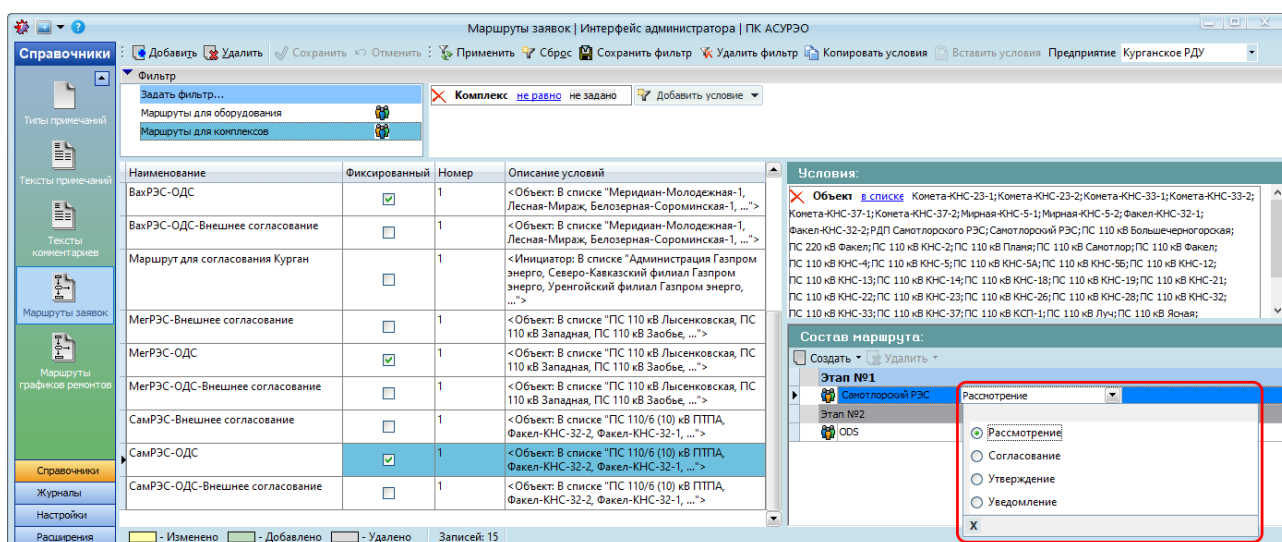 Маршруты заявок | Интерфейс администратора | ПК АСУРЭО
Справочники
Добавить Удалить Сохранить Отменить Применить Сброс Сохранить фильтр Удалить фильтр Копировать условия Вставить условия Предприятие Курганское РДУ
Фильтр
Задать фильтр...
Маршруты для оборудования
Маршруты для комплексов
Комплекс не равно не задано Добавить условие
Типы примечаний
Тексты примечаний
Тексты
комментариев
Маршруты заявок
Маршруты
графиков ремонтов
Справочники
Журналы
Настройки
Расширения
Наименование Фиксированный Номер Описание условий
ВахРЭС-ОДС 1 <Объект: В списке "Меридиан-Молодежная-1,
Лесная-Мираж, Белозерная-Сороминская-1, ...">
ВахРЭС-ОДС-Внешнее согласование 1 <Объект: В списке "Меридиан-Молодежная-1,
Лесная-Мираж, Белозерная-Сороминская-1, ...">
Маршрут для согласования Курган 1 <Инициатор: В списке "Администрация Газпром
энерго, Северо-Кавказский филиал Газпром
энерго, Уренгойский филиал Газпром энерго,
...">
МегРЭС-Внешнее согласование 1 <Объект: В списке "ПС 110 кВ Лысенковская, ПС
110 кВ Западная, ПС 110 кВ Заобье, ...">
МегРЭС-ОДС 1 <Объект: В списке "ПС 110 кВ Лысенковская, ПС
110 кВ Западная, ПС 110 кВ Заобье, ...">
МегРЭС-ОДС-Внешнее согласование 1 <Объект: В списке "ПС 110 кВ Лысенковская, ПС
110 кВ Западная, ПС 110 кВ Заобье, ...">
СамРЭС-Внешнее согласование 1 <Объект: В списке "ПС 110/6 (10) кВ ПТПА,
Факел-КНС-32-2, Факел-КНС-32-1, ...">
СамРЭС-ОДС 1 <Объект: В списке "ПС 110/6 (10) кВ ПТПА,
Факел-КНС-32-2, Факел-КНС-32-1, ...">
СамРЭС-ОДС-Внешнее согласование 1 <Объект: В списке "ПС 110/6 (10) кВ ПТПА,
Факел-КНС-32-2, Факел-КНС-32-1, ...">
- Изменено - Добавлено - Удалено Записей: 15
Условия:
Объект в списке Комета-КНС-23-1;Комета-КНС-23-2;Комета-КНС-33-1;Комета-КНС-33-2;
Комета-КНС-37-1;Комета-КНС-37-2;Мирная-КНС-5-1;Мирная-КНС-5-2;Факел-КНС-32-1;
Факел-КНС-32-2;РДП Самотлорского РЭС;Самотлорский РЭС;ПС 110 кВ Большечерногорская;
ПС 220 кВ Факел;ПС 110 кВ КНС-2;ПС 110 кВ Пламя;ПС 110 кВ Самотлор;ПС 110 кВ Факел;
ПС 110 кВ КНС-4;ПС 110 кВ КНС-5;ПС 110 кВ КНС-5А;ПС 110 кВ КНС-5Б;ПС 110 кВ КНС-12;
ПС 110 кВ КНС-13;ПС 110 кВ КНС-14;ПС 110 кВ КНС-18;ПС 110 кВ КНС-19;ПС 110 кВ КНС-21;
ПС 110 кВ КНС-22;ПС 110 кВ КНС-23;ПС 110 кВ КНС-26;ПС 110 кВ КНС-28;ПС 110 кВ КНС-32;
ПС 110 кВ КНС-33;ПС 110 кВ КНС-37;ПС 110 кВ КСП-1;ПС 110 кВ Луч;ПС 110 кВ Ясная;
Состав маршрута:
Создать Удалить
Этап №1
Самотлорский РЭС Рассмотрение
Этап №2
ODS
Рассмотрение
Согласование
Утверждение
Уведомление
X